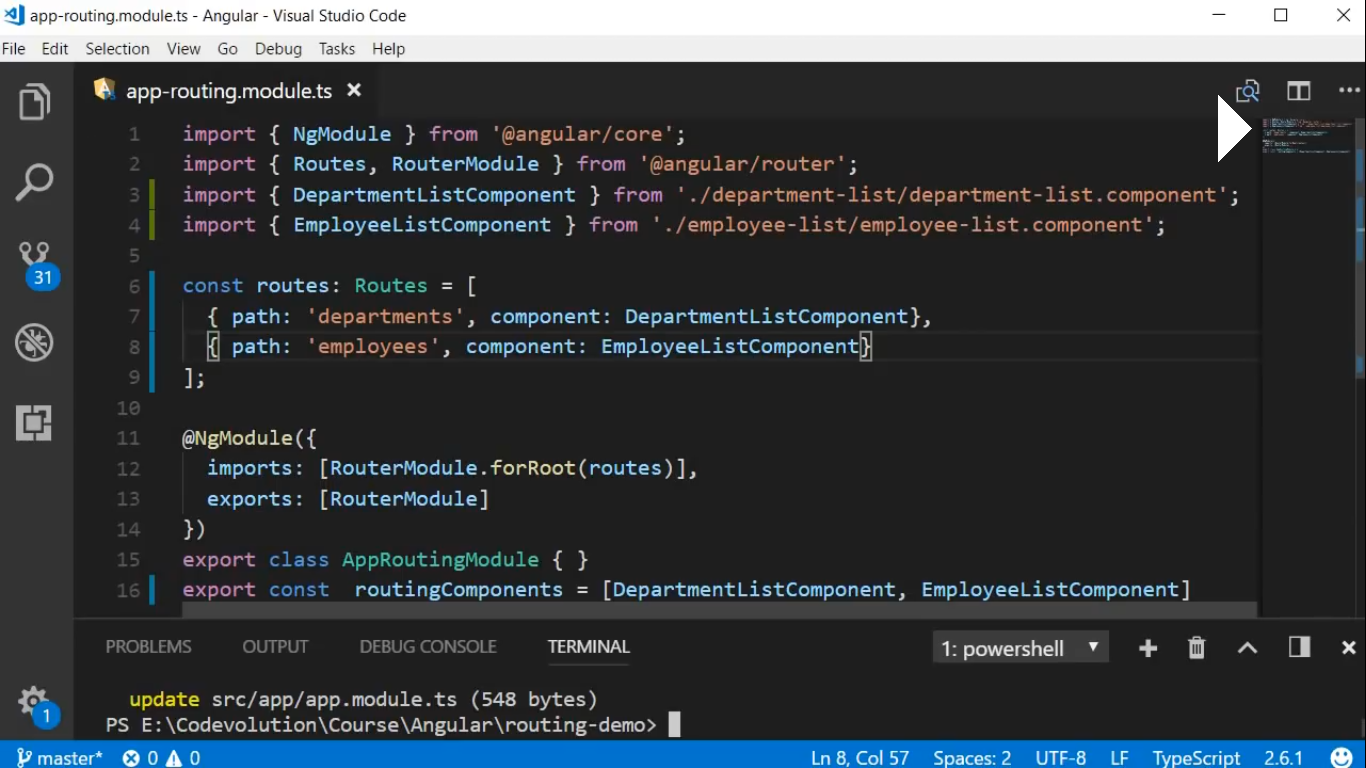 app-routing.module.ts - Angular - Visual Studio Code
File Edit Selection View Go Debug Tasks Help
app-routing.module.ts
1 import { NgModule } from '@angular/core';
2 import { Routes, RouterModule } from '@angular/router';
3 import { DepartmentListComponent } from './department-list/department-list.component';
4 import { EmployeeListComponent } from './employee-list/employee-list.component';
5
6 const routes: Routes = [
7 { path: 'departments', component: DepartmentListComponent},
8 { path: 'employees', component: EmployeeListComponent}
9 ];
10
11 @NgModule({
12 imports: [RouterModule.forRoot(routes)],
13 exports: [RouterModule]
14 })
15 export class AppRoutingModule { }
16 export const routingComponents = [DepartmentListComponent, EmployeeListComponent]
31
PROBLEMS OUTPUT DEBUG CONSOLE TERMINAL 1: powershell
update src/app/app.module.ts (548 bytes)
PS E:\Codevolution\Course\Angular\routing-demo>
1
master* 0 0 Ln 8, Col 57 Spaces: 2 UTF-8 LF TypeScript 2.6.1